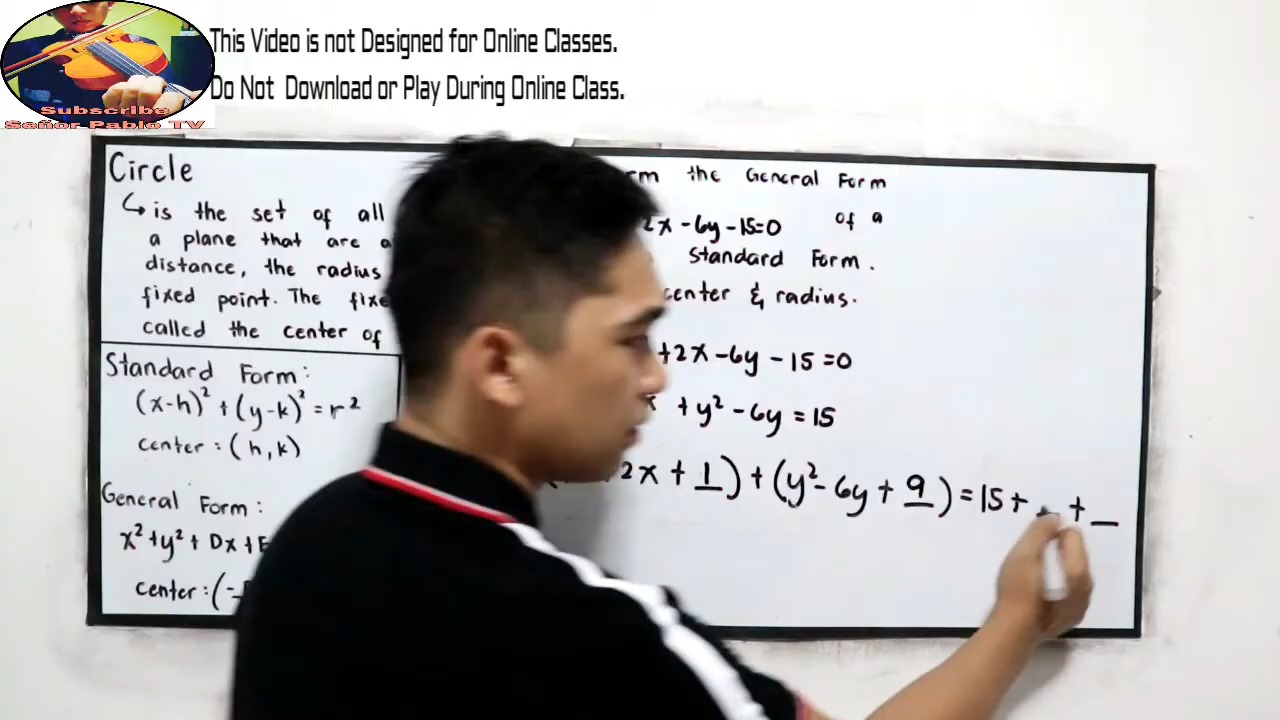 This Video is not Designed for Online Classes.
Do Not Download or Play During Online Class.
Subscribe
Señor Pablo TV
Circle
↳ is the set of all
a plane that are a
distance, the radius
fixed point. The fixe
called the center of
Standard Form:
(x-h)² + (y-k)² = r²
center: (h,k)
General Form:
x² + y² + Dx + E
center: (-
rm the General Form
2x - 6y - 15 = 0 of a
Standard Form.
center & radius.
+2x - 6y - 15 = 0
x + y² - 6y = 15
2x + 1) + (y² - 6y + 9) = 15 + _ + _